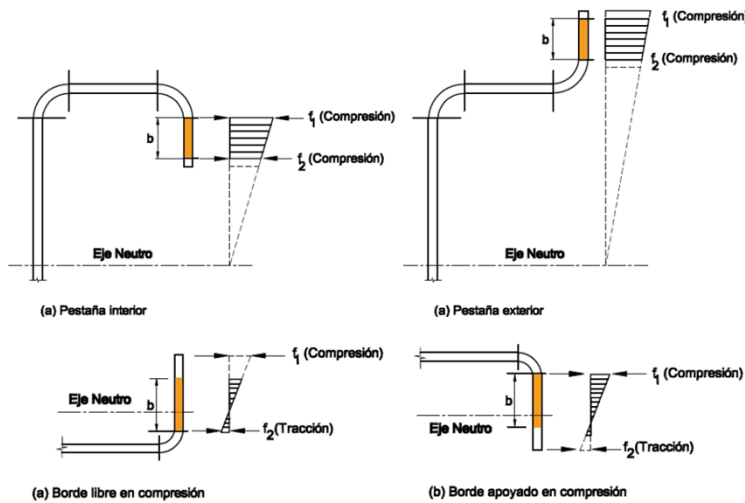 b
f1 (Compresión)
f2 (Compresión)
Eje Neutro
(a) Pestaña interior
b
f1 (Compresión)
f2 (Compresión)
Eje Neutro
(a) Pestaña exterior
Eje Neutro
b
f1 (Compresión)
f2 (Tracción)
(a) Borde libre en compresión
b
Eje Neutro
f1 (Compresión)
f2 (Tracción)
(b) Borde apoyado en compresión